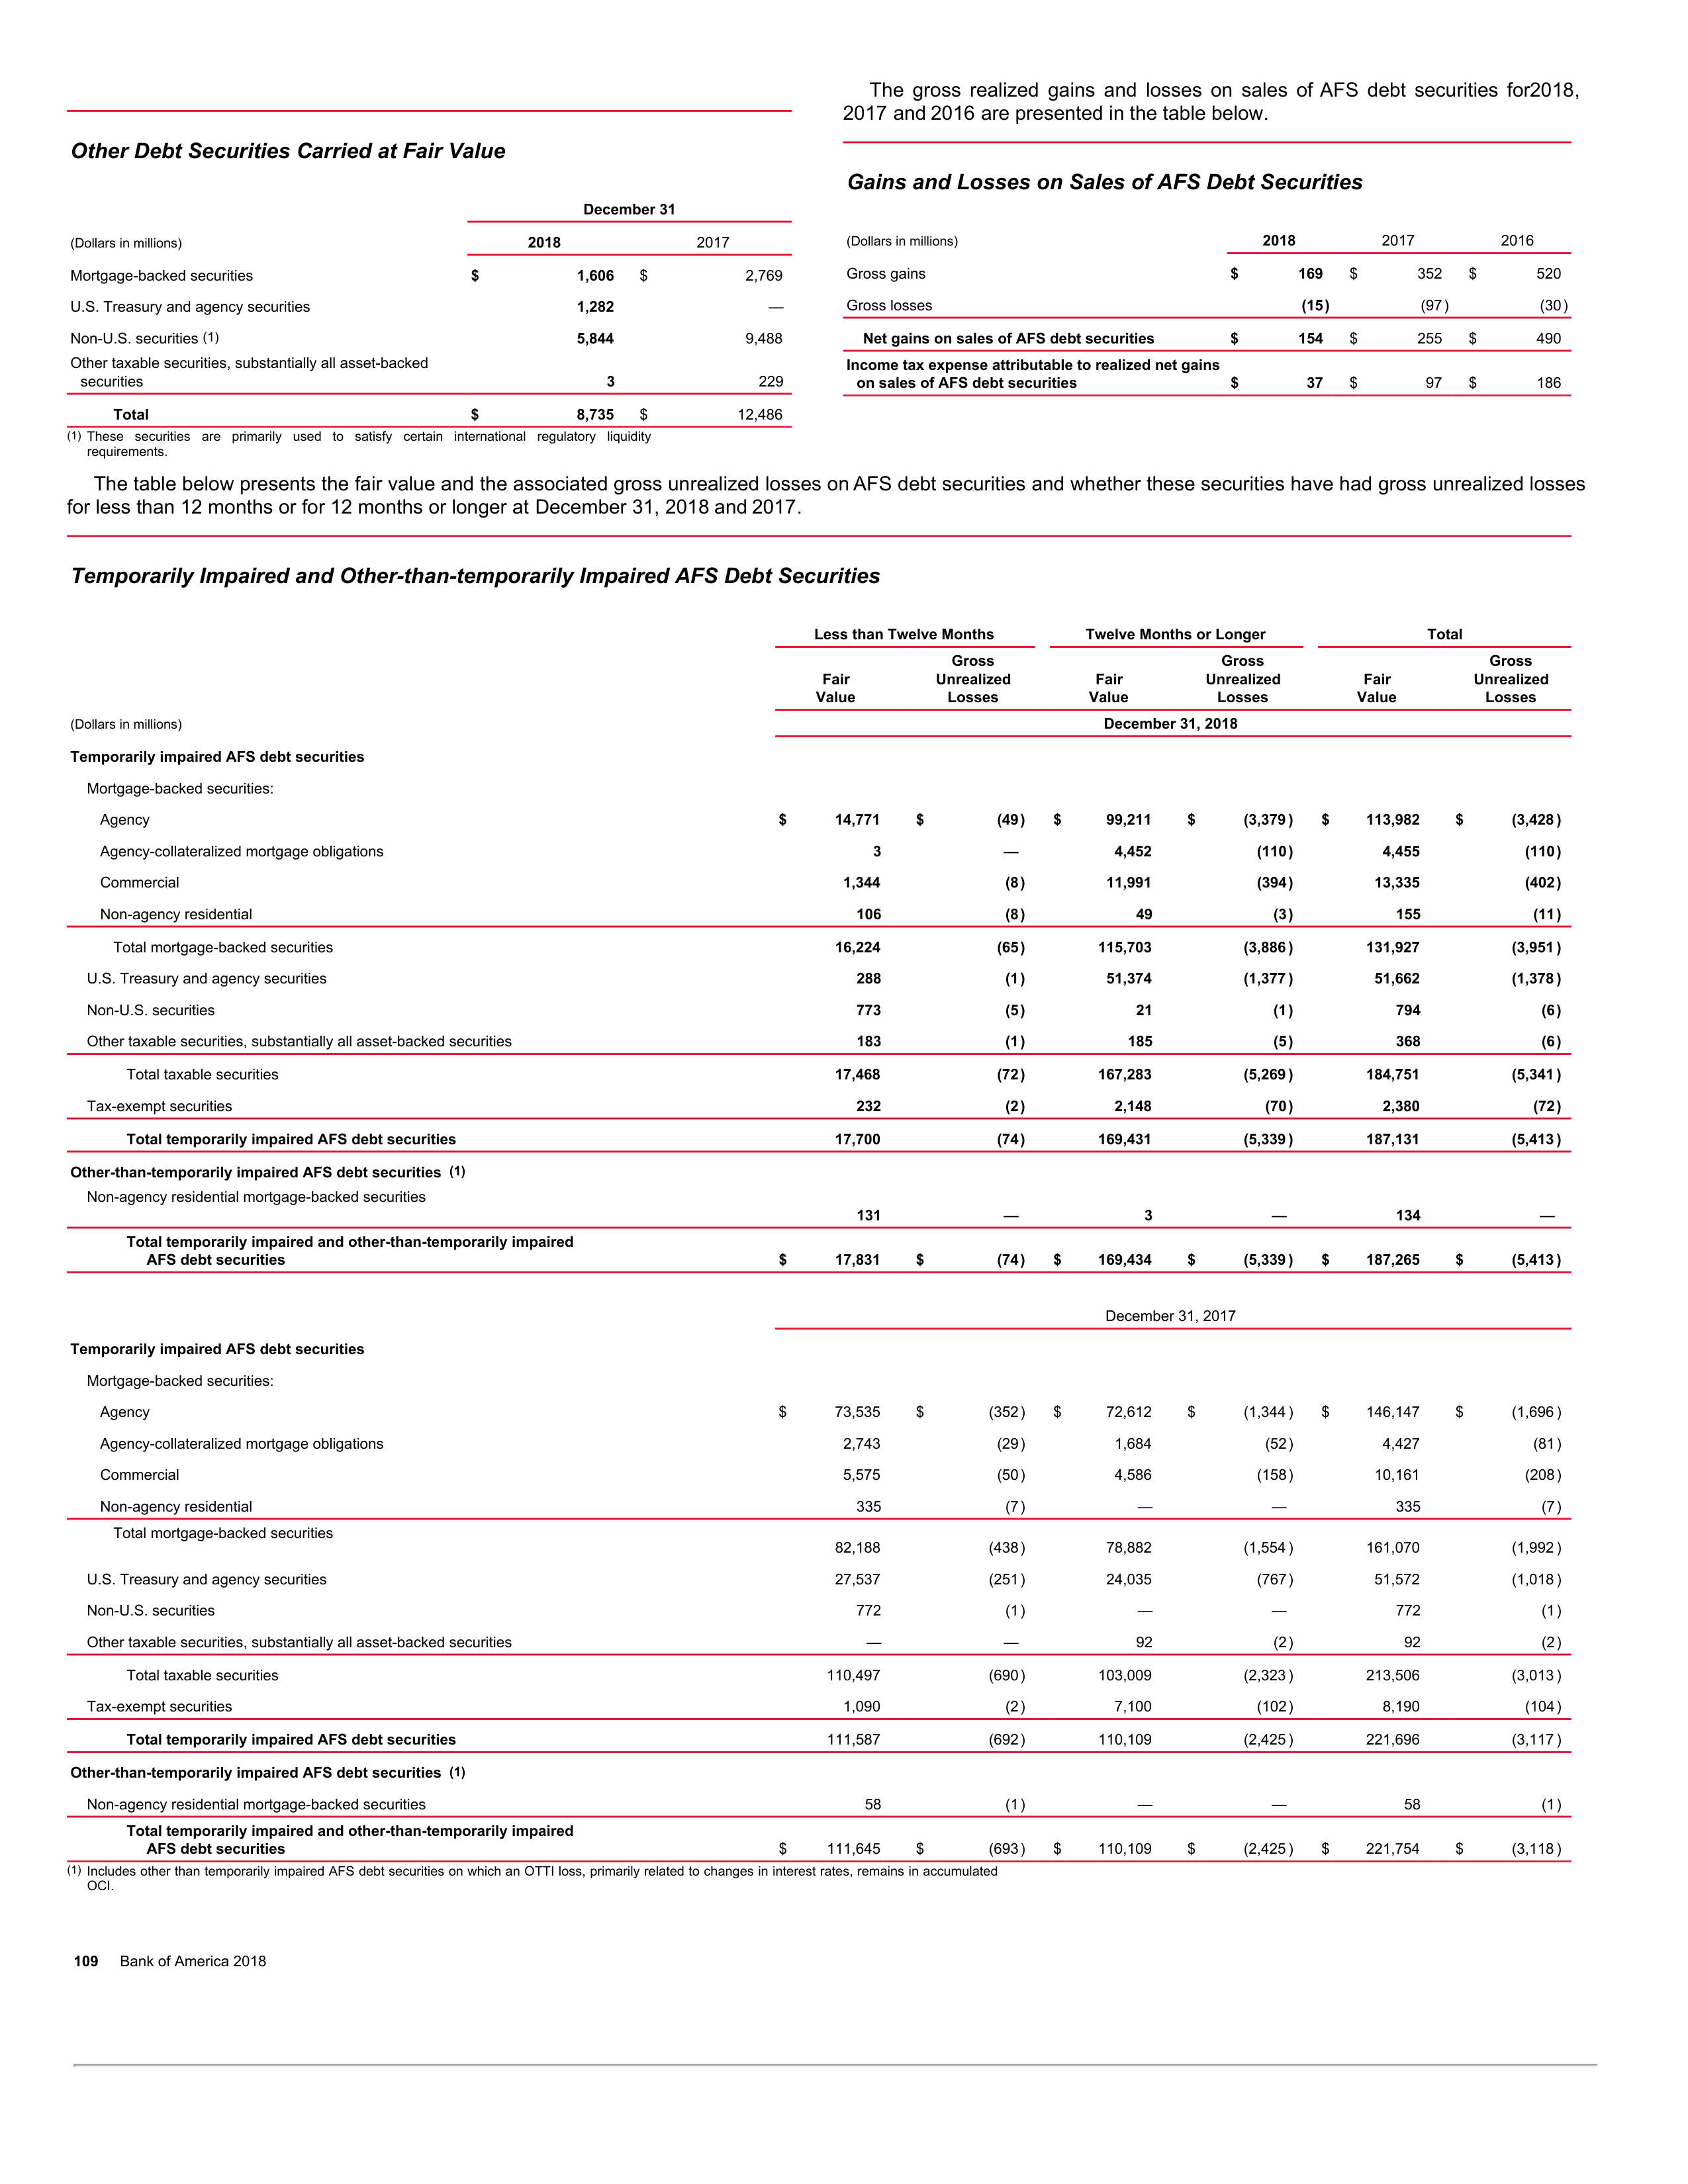 Other Debt Securities Carried at Fair Value
December 31
(Dollars in millions) 2018 2017
Mortgage-backed securities $ 1,606 $ 2,769
U.S. Treasury and agency securities 1,282 —
Non-U.S. securities (1) 5,844 9,488
Other taxable securities, substantially all asset-backed
securities 3 229
Total $ 8,735 $ 12,486
(1) These securities are primarily used to satisfy certain international regulatory liquidity
requirements.
The gross realized gains and losses on sales of AFS debt securities for2018,
2017 and 2016 are presented in the table below.
Gains and Losses on Sales of AFS Debt Securities
(Dollars in millions) 2018 2017 2016
Gross gains $ 169 $ 352 $ 520
Gross losses (15) (97) (30)
Net gains on sales of AFS debt securities $ 154 $ 255 $ 490
Income tax expense attributable to realized net gains
on sales of AFS debt securities $ 37 $ 97 $ 186
The table below presents the fair value and the associated gross unrealized losses on AFS debt securities and whether these securities have had gross unrealized losses
for less than 12 months or for 12 months or longer at December 31, 2018 and 2017.
Temporarily Impaired and Other-than-temporarily Impaired AFS Debt Securities
Less than Twelve Months Twelve Months or Longer Total
Gross Gross Gross
Fair Unrealized Fair Unrealized Fair Unrealized
Value Losses Value Losses Value Losses
(Dollars in millions) December 31, 2018
Temporarily impaired AFS debt securities
Mortgage-backed securities:
Agency $ 14,771 $ (49) $ 99,211 $ (3,379) $ 113,982 $ (3,428)
Agency-collateralized mortgage obligations 3 — 4,452 (110) 4,455 (110)
Commercial 1,344 (8) 11,991 (394) 13,335 (402)
Non-agency residential 106 (8) 49 (3) 155 (11)
Total mortgage-backed securities 16,224 (65) 115,703 (3,886) 131,927 (3,951)
U.S. Treasury and agency securities 288 (1) 51,374 (1,377) 51,662 (1,378)
Non-U.S. securities 773 (5) 21 (1) 794 (6)
Other taxable securities, substantially all asset-backed securities 183 (1) 185 (5) 368 (6)
Total taxable securities 17,468 (72) 167,283 (5,269) 184,751 (5,341)
Tax-exempt securities 232 (2) 2,148 (70) 2,380 (72)
Total temporarily impaired AFS debt securities 17,700 (74) 169,431 (5,339) 187,131 (5,413)
Other-than-temporarily impaired AFS debt securities (1)
Non-agency residential mortgage-backed securities
131 — 3 — 134 —
Total temporarily impaired and other-than-temporarily impaired
AFS debt securities $ 17,831 $ (74) $ 169,434 $ (5,339) $ 187,265 $ (5,413)
December 31, 2017
Temporarily impaired AFS debt securities
Mortgage-backed securities:
Agency $ 73,535 $ (352) $ 72,612 $ (1,344) $ 146,147 $ (1,696)
Agency-collateralized mortgage obligations 2,743 (29) 1,684 (52) 4,427 (81)
Commercial 5,575 (50) 4,586 (158) 10,161 (208)
Non-agency residential 335 (7) — — 335 (7)
Total mortgage-backed securities
82,188 (438) 78,882 (1,554) 161,070 (1,992)
U.S. Treasury and agency securities 27,537 (251) 24,035 (767) 51,572 (1,018)
Non-U.S. securities 772 (1) — — 772 (1)
Other taxable securities, substantially all asset-backed securities — — 92 (2) 92 (2)
Total taxable securities 110,497 (690) 103,009 (2,323) 213,506 (3,013)
Tax-exempt securities 1,090 (2) 7,100 (102) 8,190 (104)
Total temporarily impaired AFS debt securities 111,587 (692) 110,109 (2,425) 221,696 (3,117)
Other-than-temporarily impaired AFS debt securities (1)
Non-agency residential mortgage-backed securities 58 (1) — — 58 (1)
Total temporarily impaired and other-than-temporarily impaired
AFS debt securities $ 111,645 $ (693) $ 110,109 $ (2,425) $ 221,754 $ (3,118)
(1) Includes other than temporarily impaired AFS debt securities on which an OTTI loss, primarily related to changes in interest rates, remains in accumulated
OCI.
109 Bank of America 2018